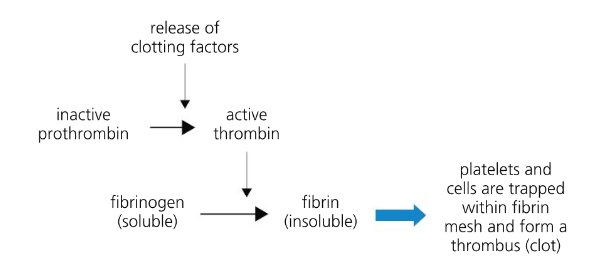 release of
clotting factors
inactive
prothrombin
active
thrombin
fibrinogen
(soluble)
fibrin
(insoluble)
platelets and
cells are trapped
within fibrin
mesh and form a
thrombus (clot)